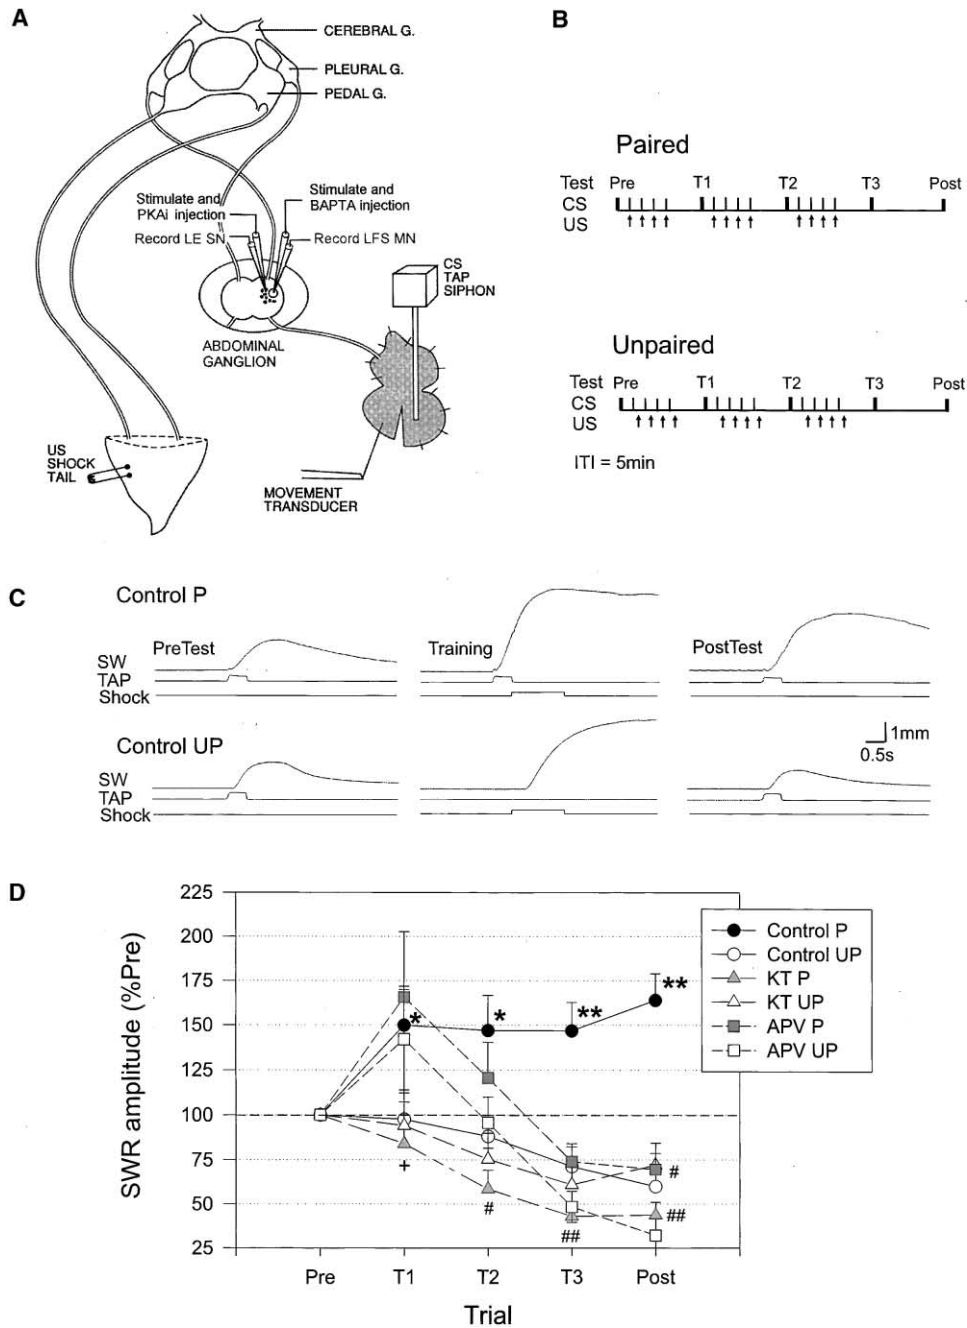 A
CEREBRAL G.
PLEURAL G.
PEDAL G.
Stimulate and
PKAi injection
Record LE SN
Stimulate and
BAPTA injection
Record LFS MN
CS
TAP
SIPHON
ABDOMINAL
GANGLION
US
SHOCK
TAIL
MOVEMENT
TRANSDUCER
B
Paired
Test Pre T1 T2 T3 Post
CS
US
Unpaired
Test Pre T1 T2 T3 Post
CS
US
ITI = 5min
C
Control P
PreTest Training PostTest
SW
TAP
Shock
Control UP
1mm
0.5s
SW
TAP
Shock
D
SWR amplitude (%Pre)
225
200
175
150
125
100
75
50
25
* * ** **
+ # ## # ##
Control P
Control UP
KT P
KT UP
APV P
APV UP
Pre T1 T2 T3 Post
Trial